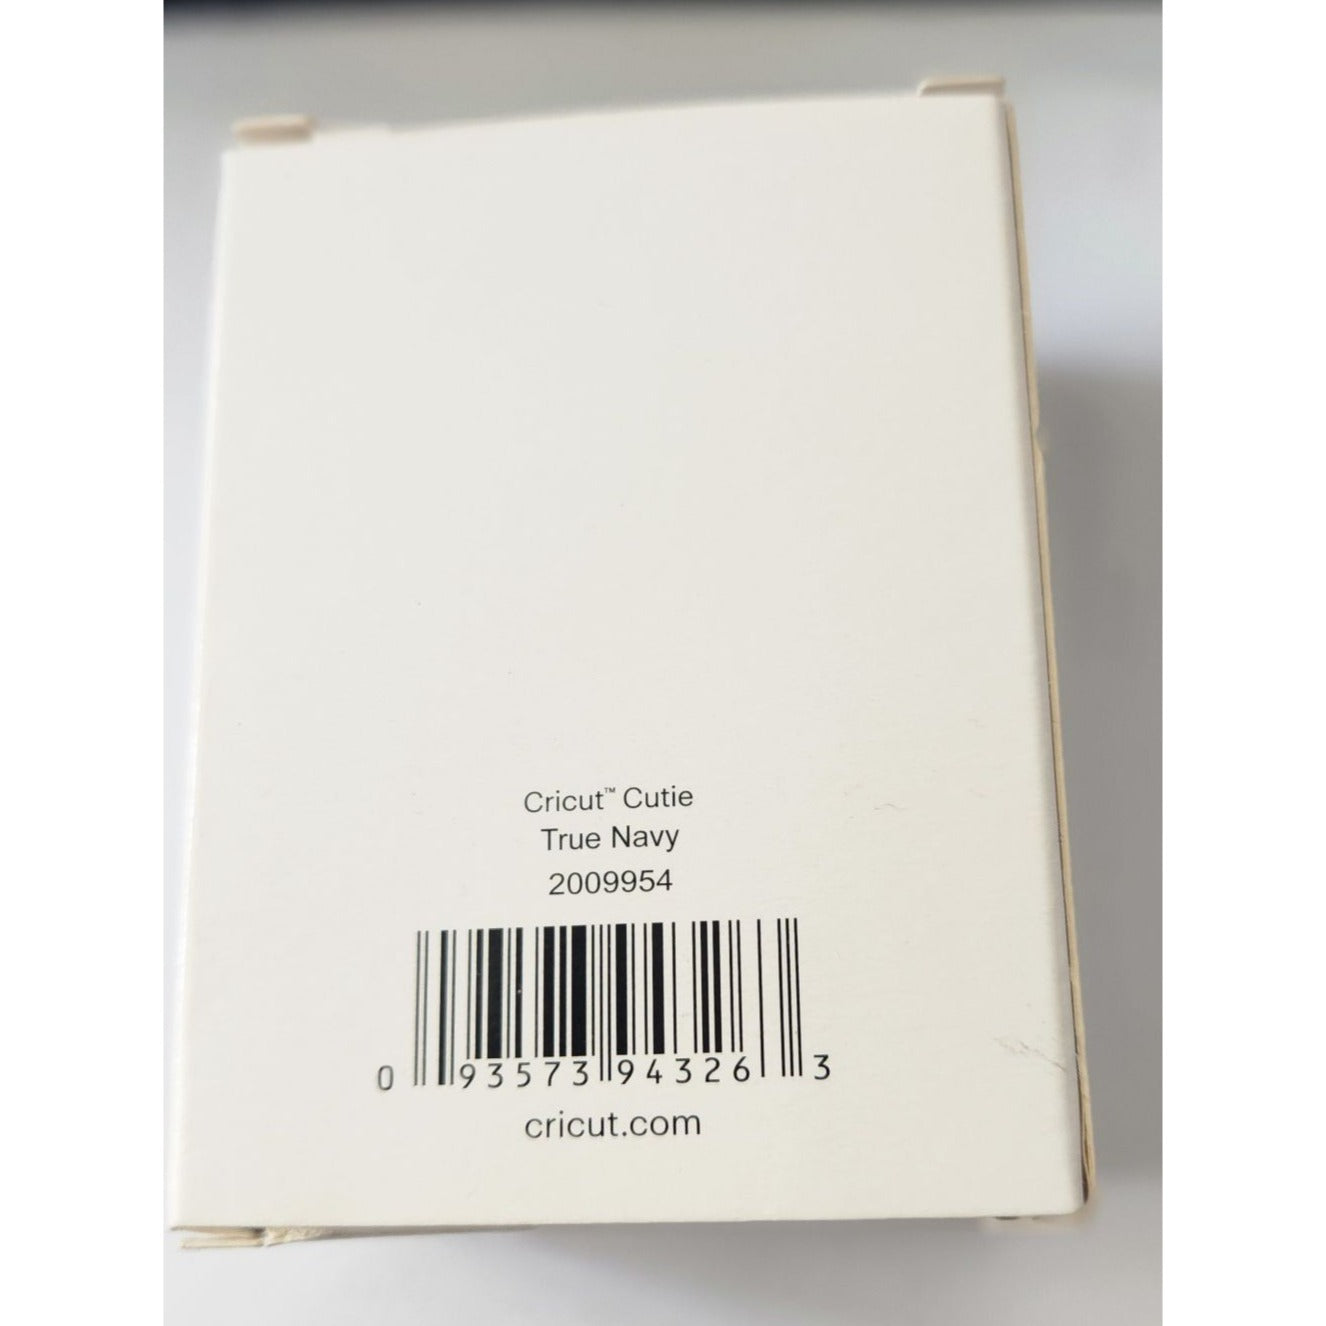 Cricut™ Cutie
True Navy
2009954
0 93573 94326 3
cricut.com